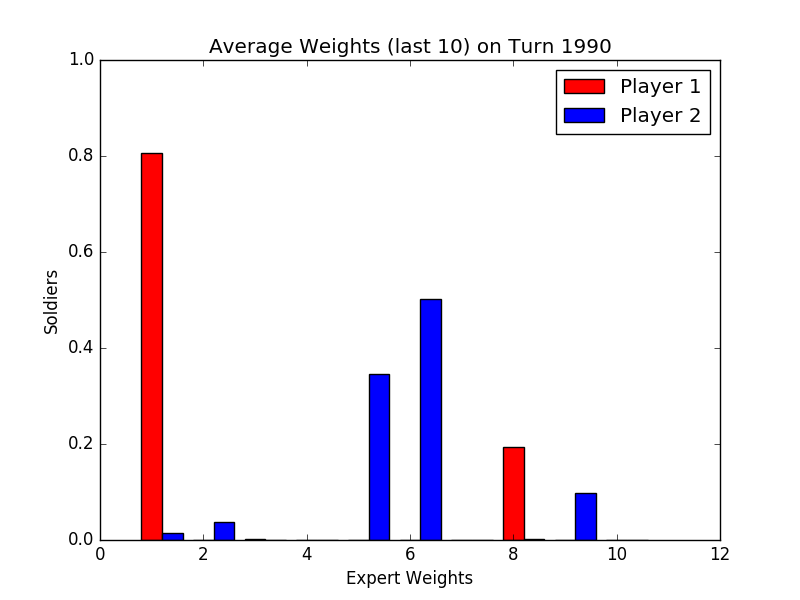 Average Weights (last 10) on Turn 1990
Player 1
Player 2
1.0
0.8
0.6
0.4
0.2
0.0
Soldiers
0 2 4 6 8 10 12
Expert Weights